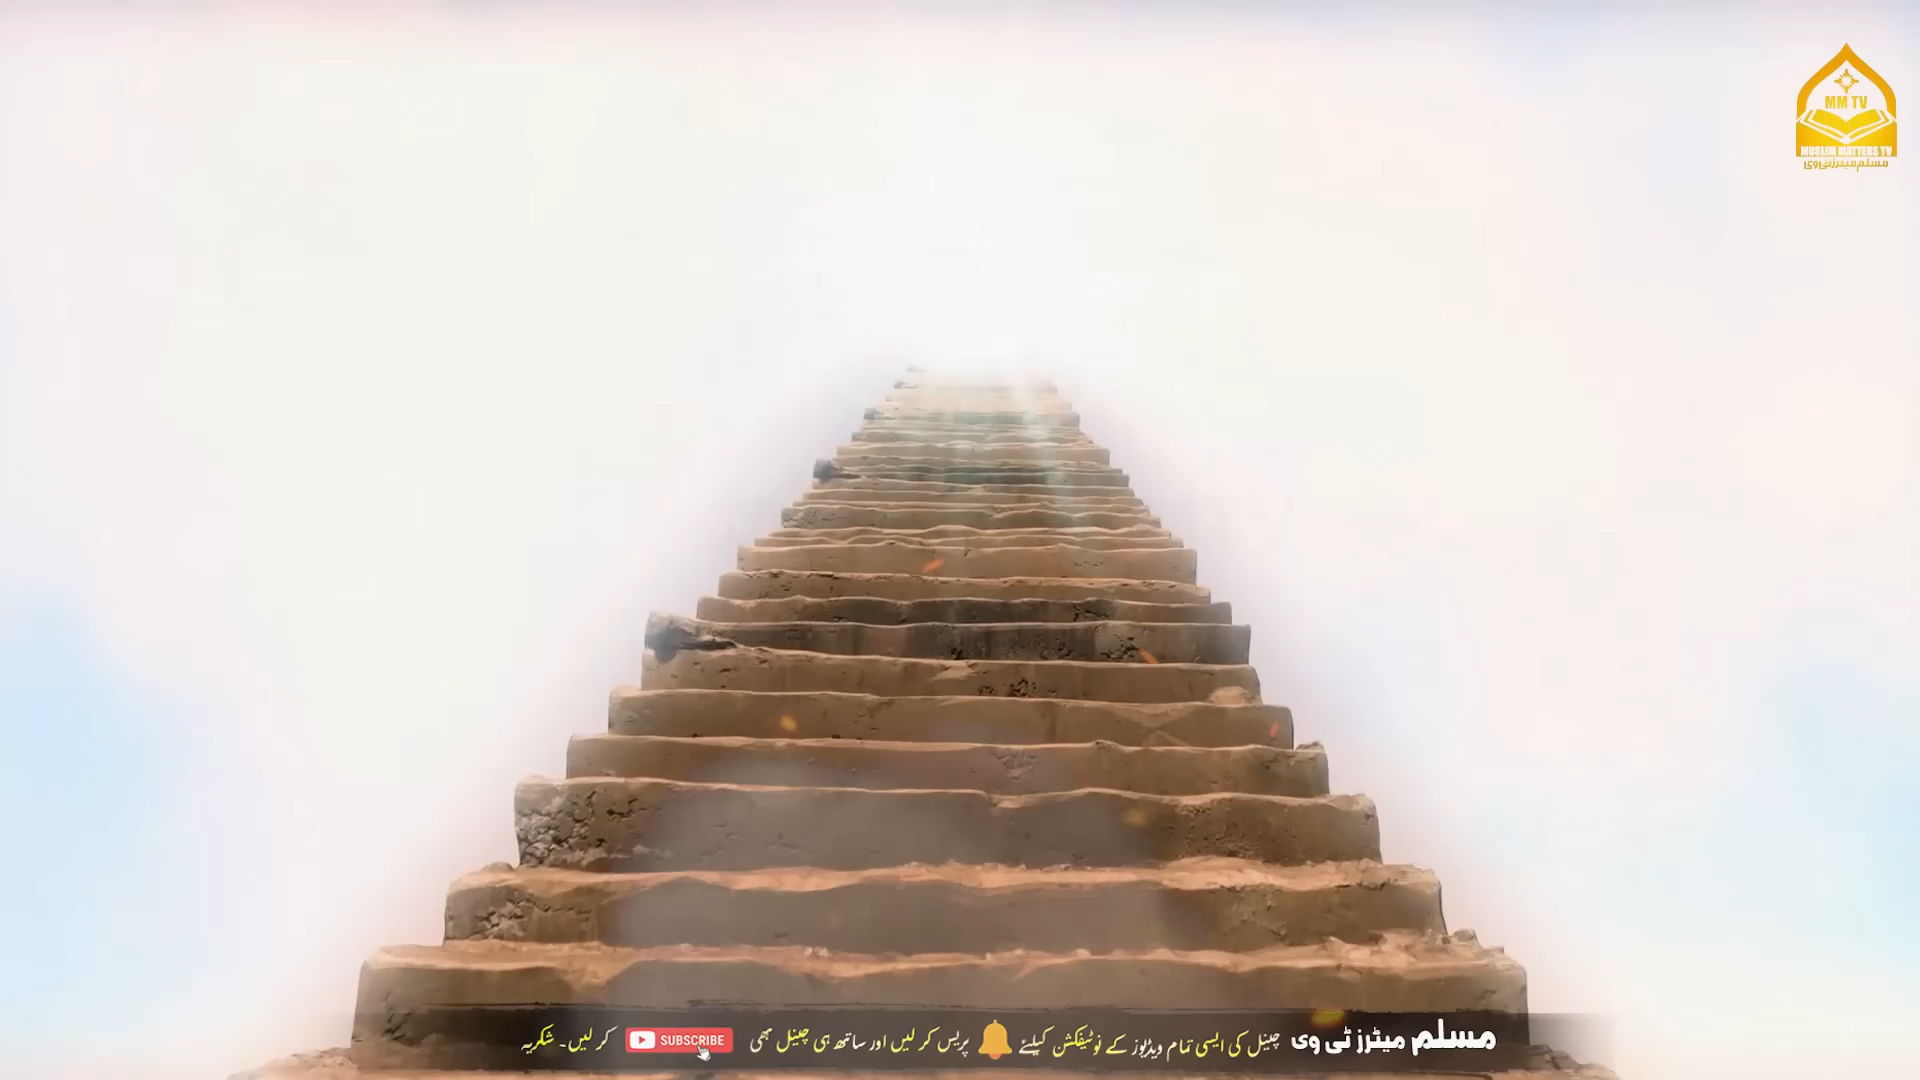 MM TV
MUSLIM MATTERS TV
مسلم میٹرز ٹی وی
مسلم میٹرز ٹی وی چینل کی ایسی تمام ویڈیوز کے نوٹیفکشن کیلئے پریس کر لیں اور ساتھ ہی چینل بھی SUBSCRIBE کر لیں۔ شکریہ